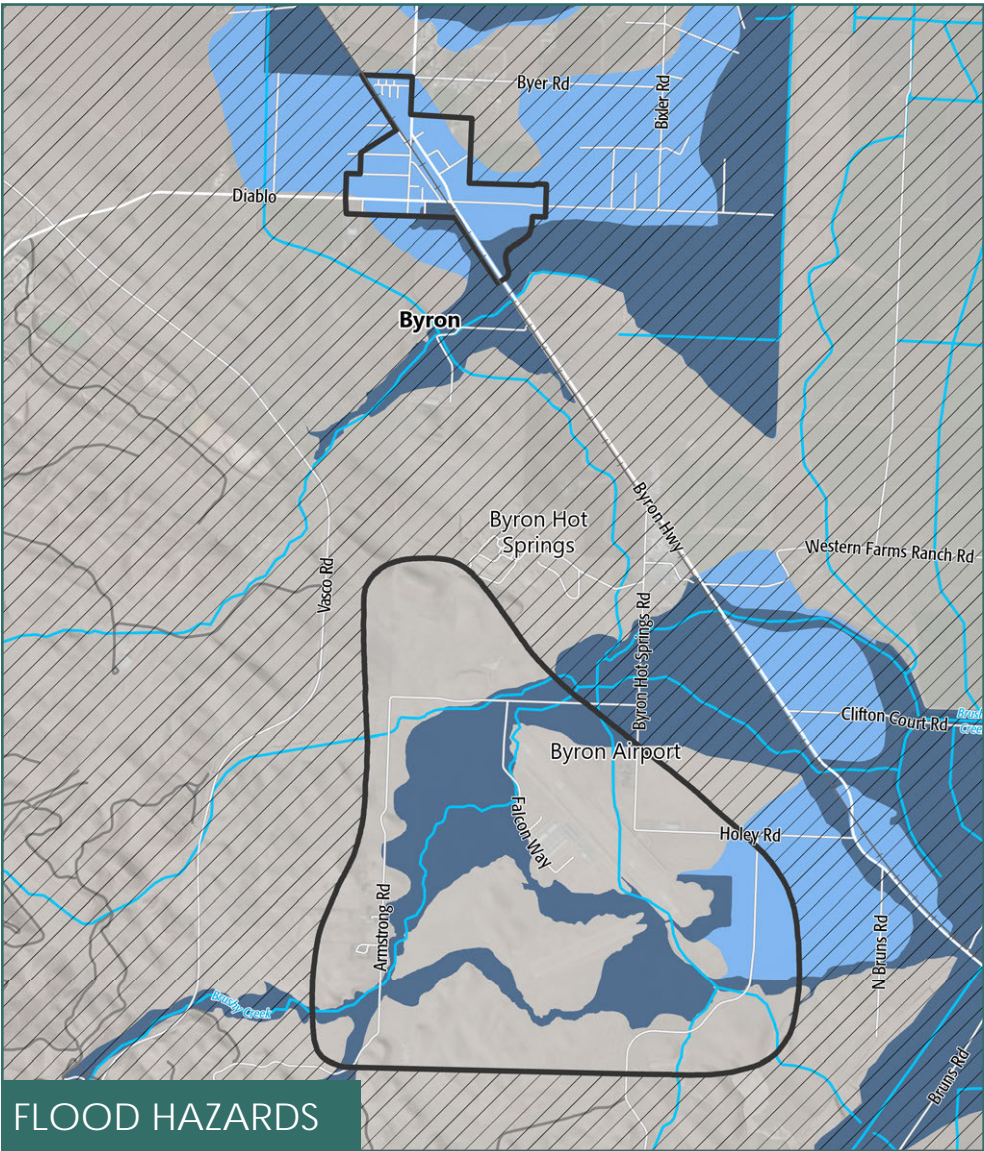 Byer Rd
Bixler Rd
Diablo
Byron
Byron Hot
Springs
Byron Hwy
Western Farms Ranch Rd
Vasco Rd
Byron Hot Springs Rd
Clifton Court Rd
Brush
Cree
Byron Airport
Falcon Way
Holey Rd
Armstrong Rd
N Bruns Rd
Brushy Creek
Bruns Rd
FLOOD HAZARDS